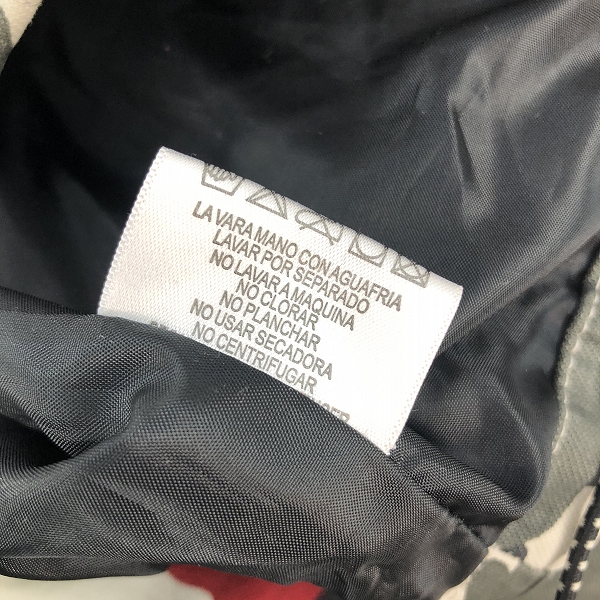 LA VARA MANO CON AGUAFRIA
LAVAR POR SEPARADO
NO LAVAR A MAQUINA
NO CLORAR
NO PLANCHAR
NO USAR SECADORA
NO CENTRIFUGAR